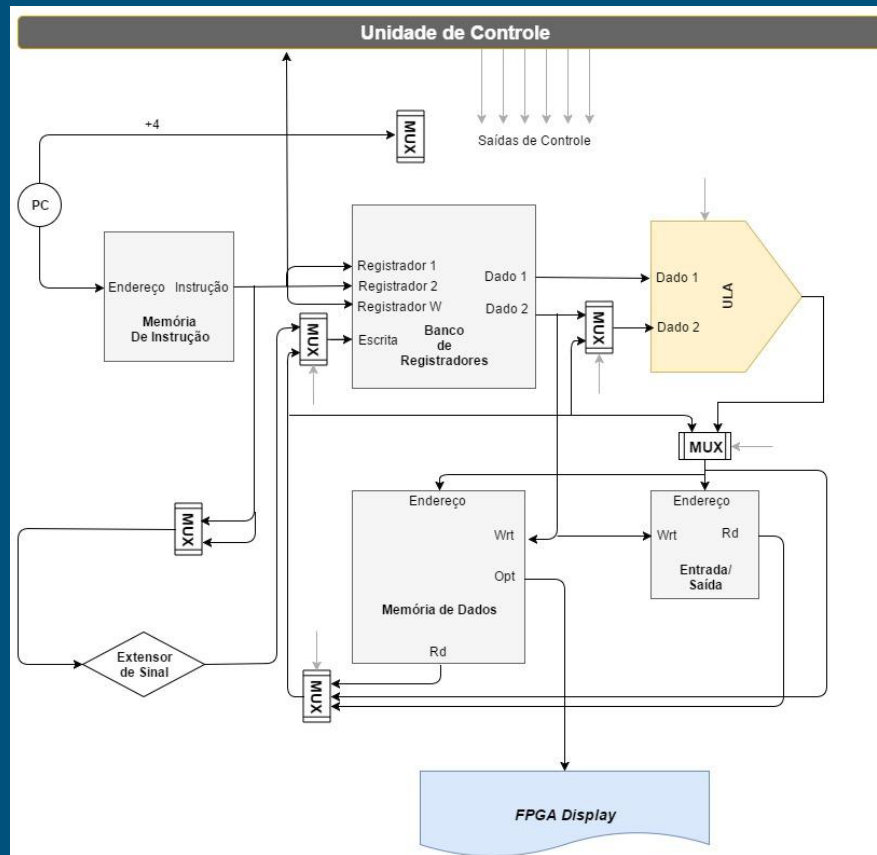 Unidade de Controle
+4
MUX
Saídas de Controle
PC
Endereço Instrução
Memória
De Instrução
Registrador 1
Registrador 2
Registrador W
Escrita
Dado 1
Dado 2
Banco
de
Registradores
MUX
MUX
Dado 1
Dado 2
ULA
MUX
MUX
Endereço
Wrt
Opt
Memória de Dados
Rd
Endereço
Wrt
Rd
Entrada/
Saída
Extensor
de Sinal
MUX
FPGA Display